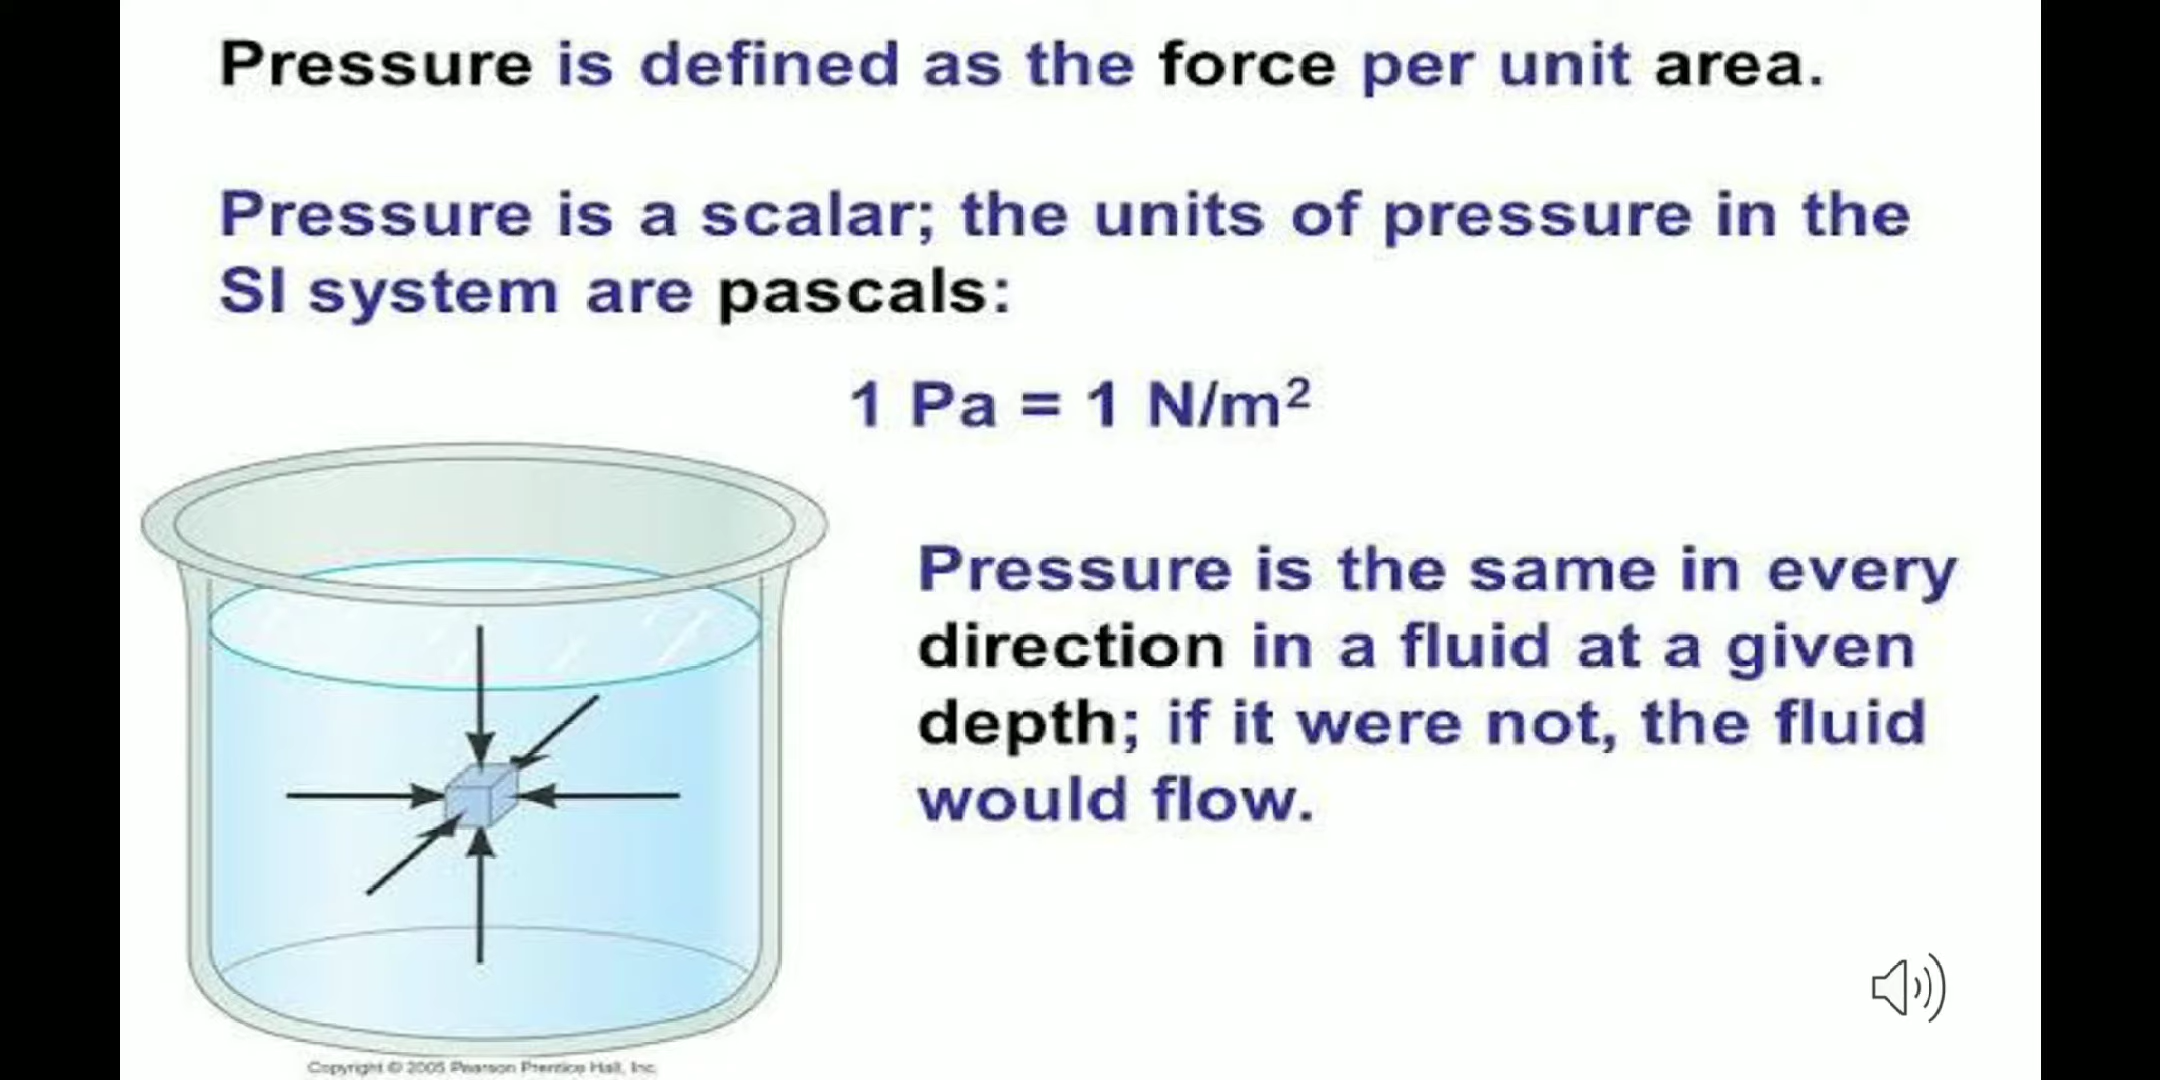 Pressure is defined as the force per unit area.
Pressure is a scalar; the units of pressure in the
SI system are pascals:
1 Pa = 1 N/m²
Pressure is the same in every
direction in a fluid at a given
depth; if it were not, the fluid
would flow.
Copyright © 2005 Pearson Prentice Hall, Inc.